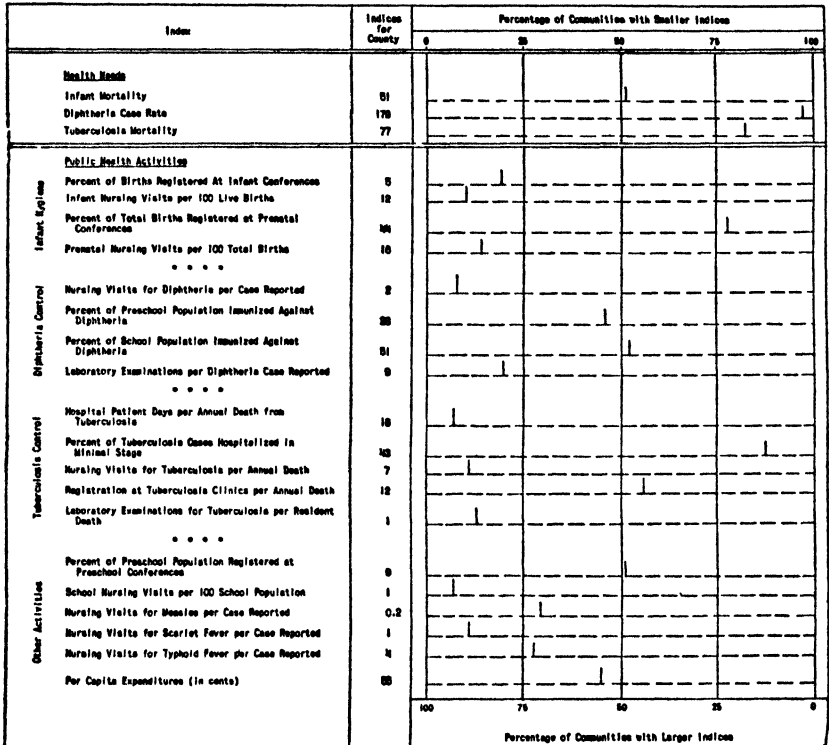 Index
Indices for County
Percentage of Communities with Smaller Indices
0 25 50 75 100
Health Needs
Infant Mortality 51
Diphtheria Case Rate 178
Tuberculosis Mortality 77
Public Health Activities
Infant Hygiene
Percent of Births Registered At Infant Conferences 5
Infant Nursing Visits per 100 Live Births 12
Percent of Total Births Registered at Prenatal
Conferences 44
Prenatal Nursing Visits per 100 Total Births 18
* * * *
Diphtheria Control
Nursing Visits for Diphtheria per Case Reported 2
Percent of Preschool Population Immunized Against
Diphtheria
Percent of School Population Immunized Against
Diphtheria 51
Laboratory Examinations per Diphtheria Case Reported 9
* * * *
Tuberculosis Control
Hospital Patient Days per Annual Death from
Tuberculosis 18
Percent of Tuberculosis Cases Hospitalized in
Minimal Stage 43
Nursing Visits for Tuberculosis per Annual Death 7
Registration at Tuberculosis Clinics per Annual Death 12
Laboratory Examinations for Tuberculosis per Resident
Death 1
* * * *
Other Activities
Percent of Preschool Population Registered at
Preschool Conferences
School Nursing Visits per 100 School Population 1
Nursing Visits for Measles per Case Reported 0.2
Nursing Visits for Scarlet Fever per Case Reported 1
Nursing Visits for Typhoid Fever per Case Reported 4
Per Capita Expenditures (in cents)
100 75 50 25 0
Percentage of Communities with Larger Indices